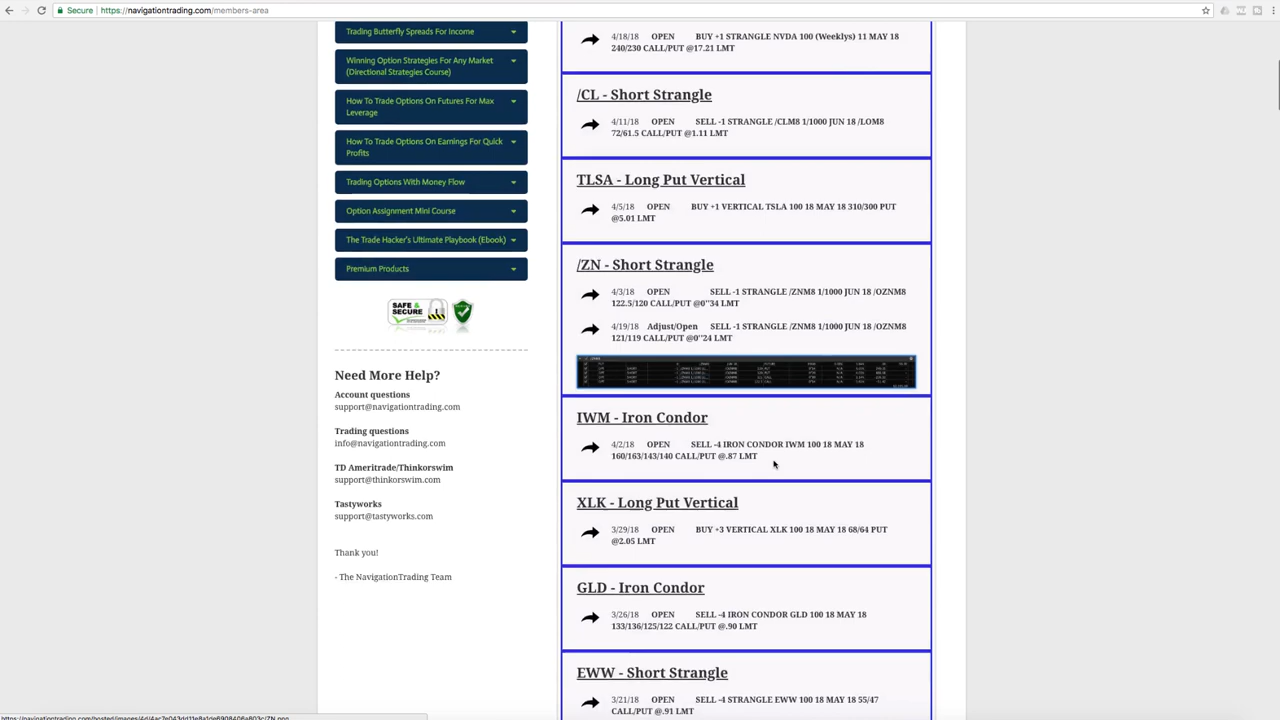 Secure | https://navigationtrading.com/members-area
Trading Butterfly Spreads For Income
Winning Option Strategies For Any Market
(Directional Strategies Course)
How To Trade Options On Futures For Max
Leverage
How To Trade Options On Earnings For Quick
Profits
Trading Options With Money Flow
Option Assignment Mini Course
The Trade Hacker's Ultimate Playbook (Ebook)
Premium Products
SAFE &
SECURE
Need More Help?
Account questions
support@navigationtrading.com
Trading questions
info@navigationtrading.com
TD Ameritrade/Thinkorswim
support@thinkorswim.com
Tastyworks
support@tastyworks.com
Thank you!
- The NavigationTrading Team
4/18/18 OPEN BUY +1 STRANGLE NVDA 100 (Weeklys) 11 MAY 18
240/230 CALL/PUT @17.21 LMT
/CL - Short Strangle
4/11/18 OPEN SELL -1 STRANGLE /CLM8 1/1000 JUN 18 /LOM8
72/61.5 CALL/PUT @1.11 LMT
TLSA - Long Put Vertical
4/5/18 OPEN BUY +1 VERTICAL TSLA 100 18 MAY 18 310/300 PUT
@5.01 LMT
/ZN - Short Strangle
4/3/18 OPEN SELL -1 STRANGLE /ZNM8 1/1000 JUN 18 /OZNM8
122.5/120 CALL/PUT @0"34 LMT
4/19/18 Adjust/Open SELL -1 STRANGLE /ZNM8 1/1000 JUN 18 /OZNM8
121/119 CALL/PUT @0"24 LMT
IWM - Iron Condor
4/2/18 OPEN SELL -4 IRON CONDOR IWM 100 18 MAY 18
160/163/143/140 CALL/PUT @.87 LMT
XLK - Long Put Vertical
3/29/18 OPEN BUY +3 VERTICAL XLK 100 18 MAY 18 68/64 PUT
@2.05 LMT
GLD - Iron Condor
3/26/18 OPEN SELL -4 IRON CONDOR GLD 100 18 MAY 18
133/136/125/122 CALL/PUT @.90 LMT
EWW - Short Strangle
3/21/18 OPEN SELL -4 STRANGLE EWW 100 18 MAY 18 55/47
CALL/PUT @.91 LMT